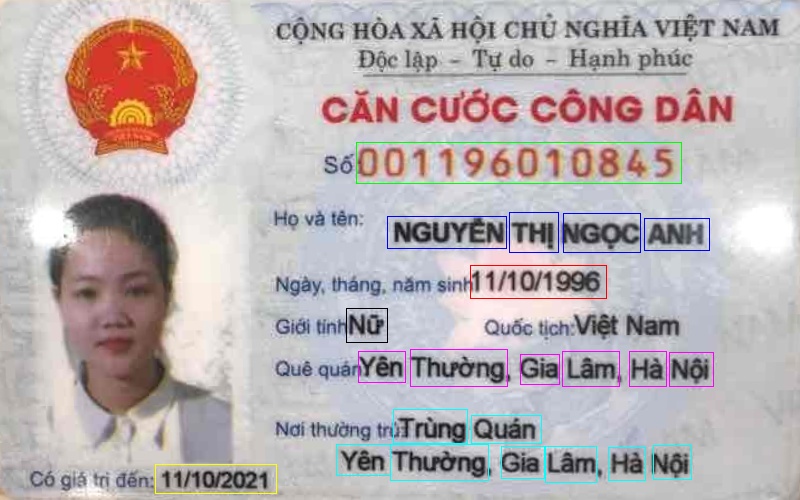 CỘNG HÒA XÃ HỘI CHỦ NGHĨA VIỆT NAM
Độc lập - Tự do - Hạnh phúc
CĂN CƯỚC CÔNG DÂN
Số 001196010845
Họ và tên: NGUYỄN THỊ NGỌC ANH
Ngày, tháng, năm sinh 11/10/1996
Giới tính Nữ Quốc tịch: Việt Nam
Quê quán Yên Thường, Gia Lâm, Hà Nội
Nơi thường trú: Trùng Quán
Yên Thường, Gia Lâm, Hà Nội
Có giá trị đến: 11/10/2021